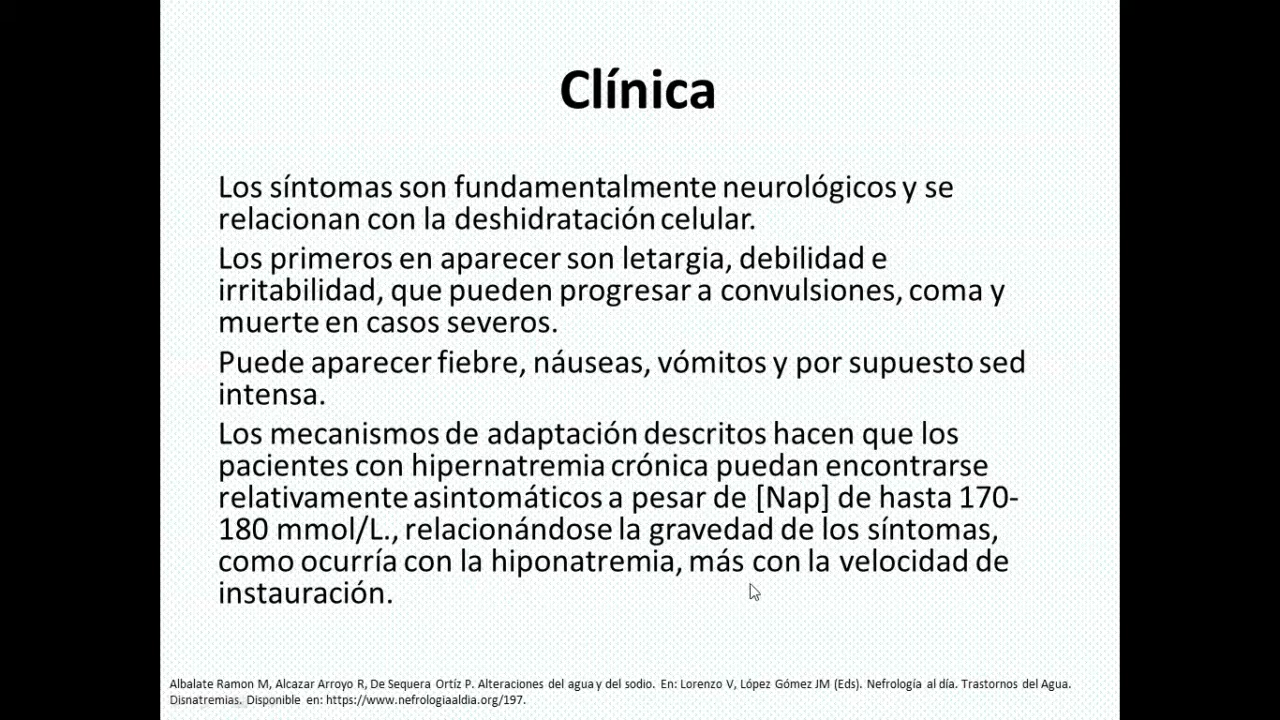 Clínica
Los síntomas son fundamentalmente neurológicos y se
relacionan con la deshidratación celular.
Los primeros en aparecer son letargia, debilidad e
irritabilidad, que pueden progresar a convulsiones, coma y
muerte en casos severos.
Puede aparecer fiebre, náuseas, vómitos y por supuesto sed
intensa.
Los mecanismos de adaptación descritos hacen que los
pacientes con hipernatremia crónica puedan encontrarse
relativamente asintomáticos a pesar de [Nap] de hasta 170-
180 mmol/L., relacionándose la gravedad de los síntomas,
como ocurría con la hiponatremia, más con la velocidad de
instauración.
Albalate Ramon M, Alcazar Arroyo R, De Sequera Ortíz P. Alteraciones del agua y del sodio. En: Lorenzo V, López Gómez JM (Eds). Nefrología al día. Trastornos del Agua.
Disnatremias. Disponible en: https://www.nefrologiaaldia.org/197.